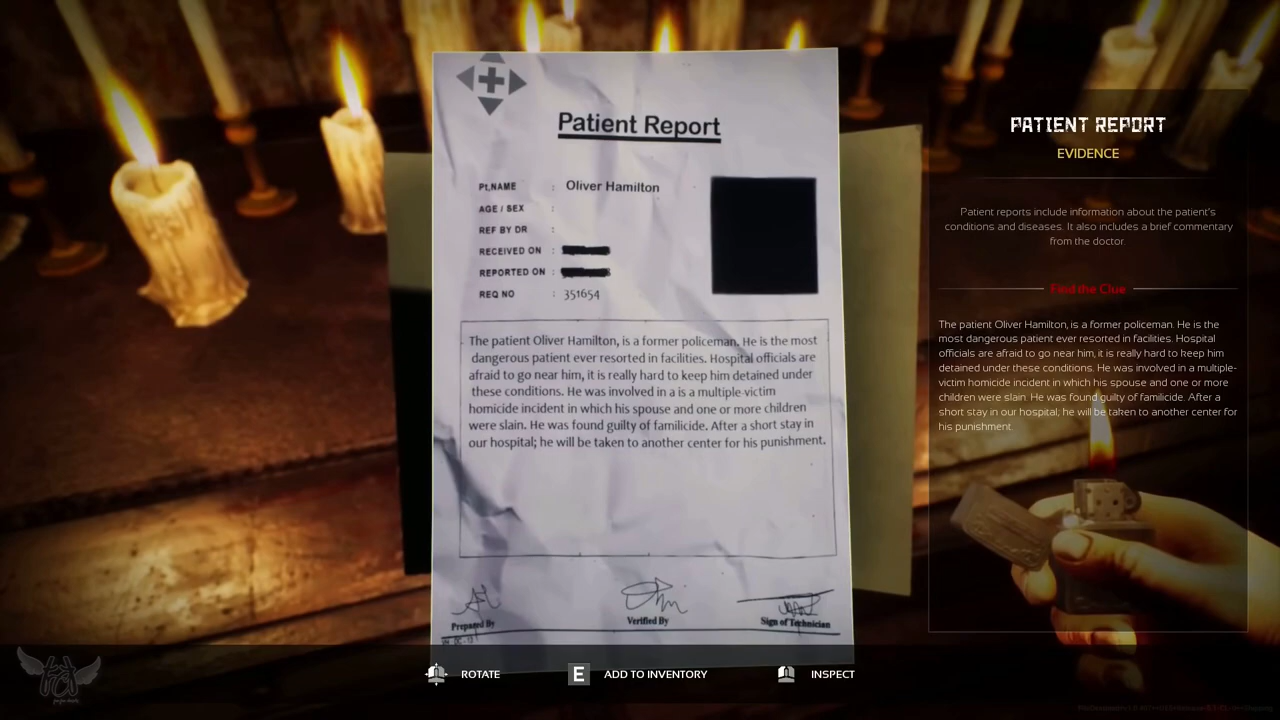 Patient Report
Pt.NAME : Oliver Hamilton
AGE / SEX :
REF BY DR :
RECEIVED ON :
REPORTED ON :
REQ NO : 351654
The patient Oliver Hamilton, is a former policeman. He is the most
dangerous patient ever resorted in facilities. Hospital officials are
afraid to go near him, it is really hard to keep him detained under
these conditions. He was involved in a is a multiple-victim
homicide incident in which his spouse and one or more children
were slain. He was found guilty of familicide. After a short stay in
our hospital; he will be taken to another center for his punishment.
Prepared By
Verified By
Sign of Technician
PATIENT REPORT
EVIDENCE
Patient reports include information about the patient's
conditions and diseases. It also includes a brief commentary
from the doctor.
Find the Clue
The patient Oliver Hamilton, is a former policeman. He is the
most dangerous patient ever resorted in facilities. Hospital
officials are afraid to go near him, it is really hard to keep him
detained under these conditions. He was involved in a multiple-
victim homicide incident in which his spouse and one or more
children were slain. He was found guilty of familicide. After a
short stay in our hospital; he will be taken to another center for
his punishment.
ROTATE
E ADD TO INVENTORY
INSPECT